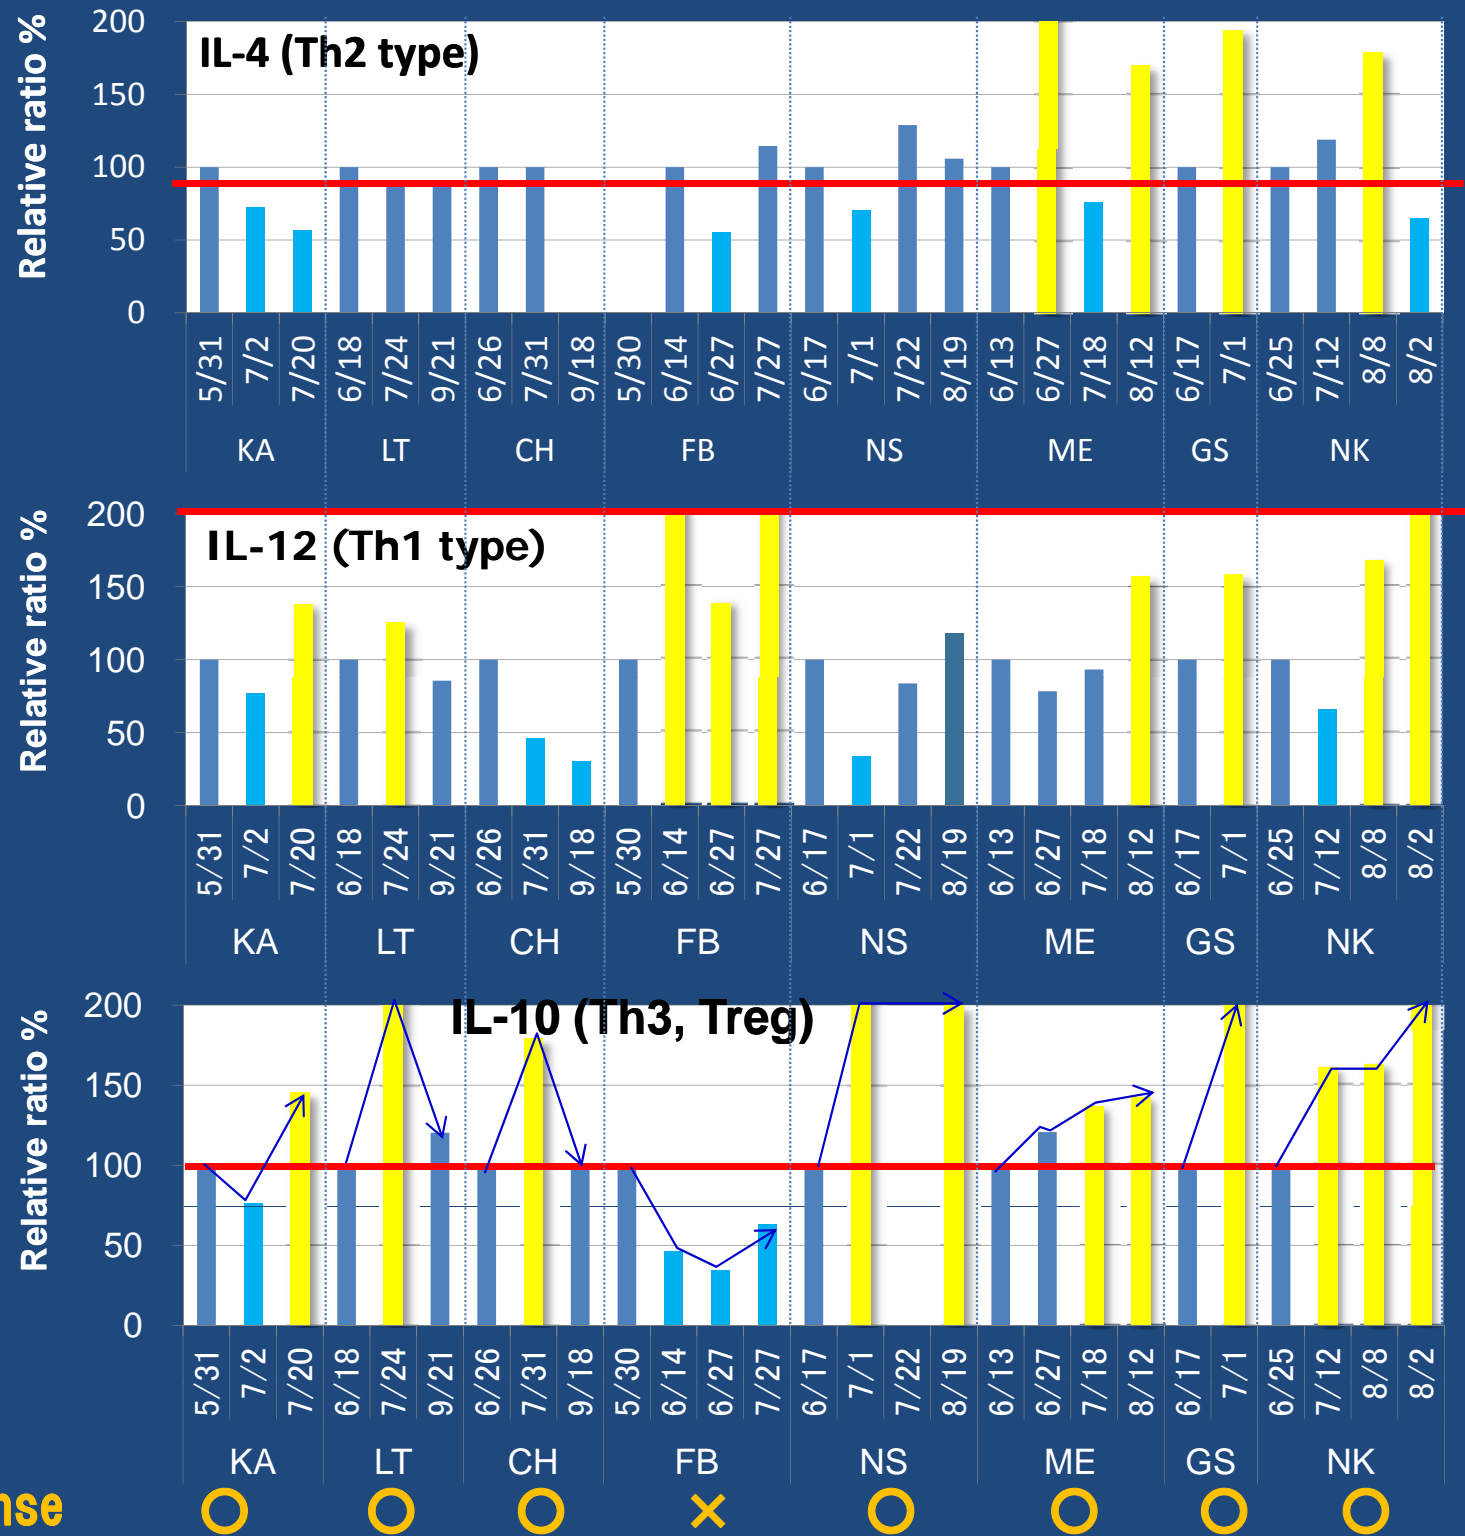 Relative ratio %
IL-4 (Th2 type)
200
150
100
50
0
5/31 7/2 7/20 6/18 7/24 9/21 6/26 7/31 9/18 5/30 6/14 6/27 7/27 6/17 7/1 7/22 8/19 6/13 6/27 7/18 8/12 6/17 7/1 6/25 7/12 8/8 8/2
KA LT CH FB NS ME GS NK
Relative ratio %
IL-12 (Th1 type)
200
150
100
50
0
5/31 7/2 7/20 6/18 7/24 9/21 6/26 7/31 9/18 5/30 6/14 6/27 7/27 6/17 7/1 7/22 8/19 6/13 6/27 7/18 8/12 6/17 7/1 6/25 7/12 8/8 8/2
KA LT CH FB NS ME GS NK
Relative ratio %
IL-10 (Th3, Treg)
200
150
100
50
0
5/31 7/2 7/20 6/18 7/24 9/21 6/26 7/31 9/18 5/30 6/14 6/27 7/27 6/17 7/1 7/22 8/19 6/13 6/27 7/18 8/12 6/17 7/1 6/25 7/12 8/8 8/2
KA LT CH FB NS ME GS NK
nse ○ ○ ○ × ○ ○ ○ ○